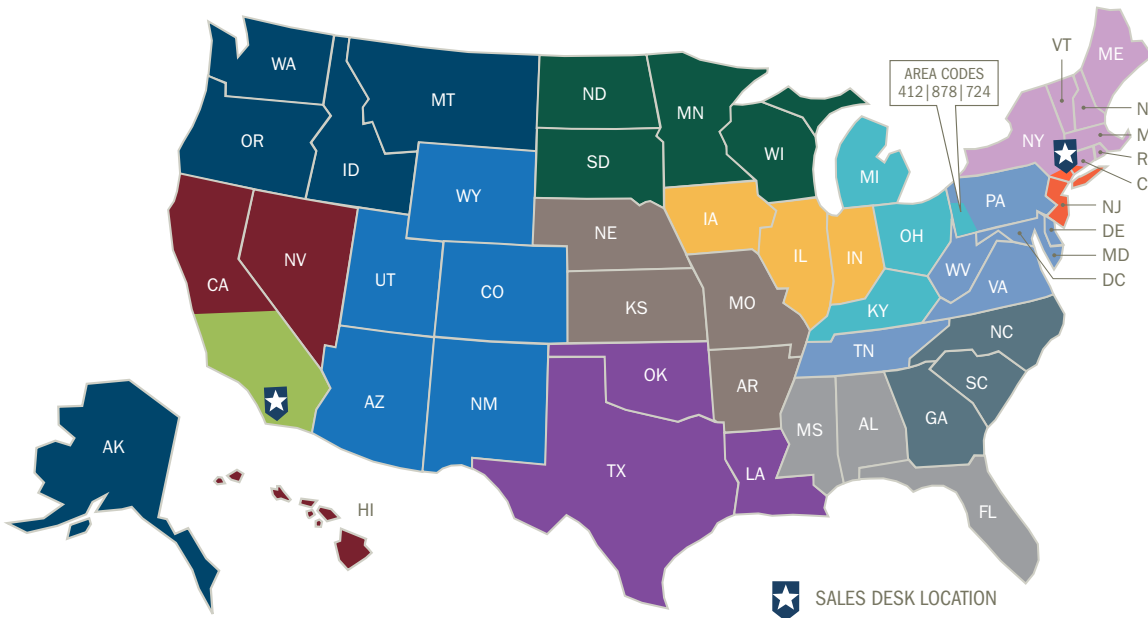 VT
ME
WA
AREA CODES
412|878|724
MT
ND
MN
N
OR
NY
M
ID
SD
WI
R
MI
C
WY
PA
NJ
IA
NE
OH
DE
NV
IL
IN
UT
WV
MD
CA
CO
VA
DC
KS
MO
KY
NC
TN
OK
AR
SC
AZ
NM
GA
AK
MS
AL
TX
LA
HI
FL
SALES DESK LOCATION